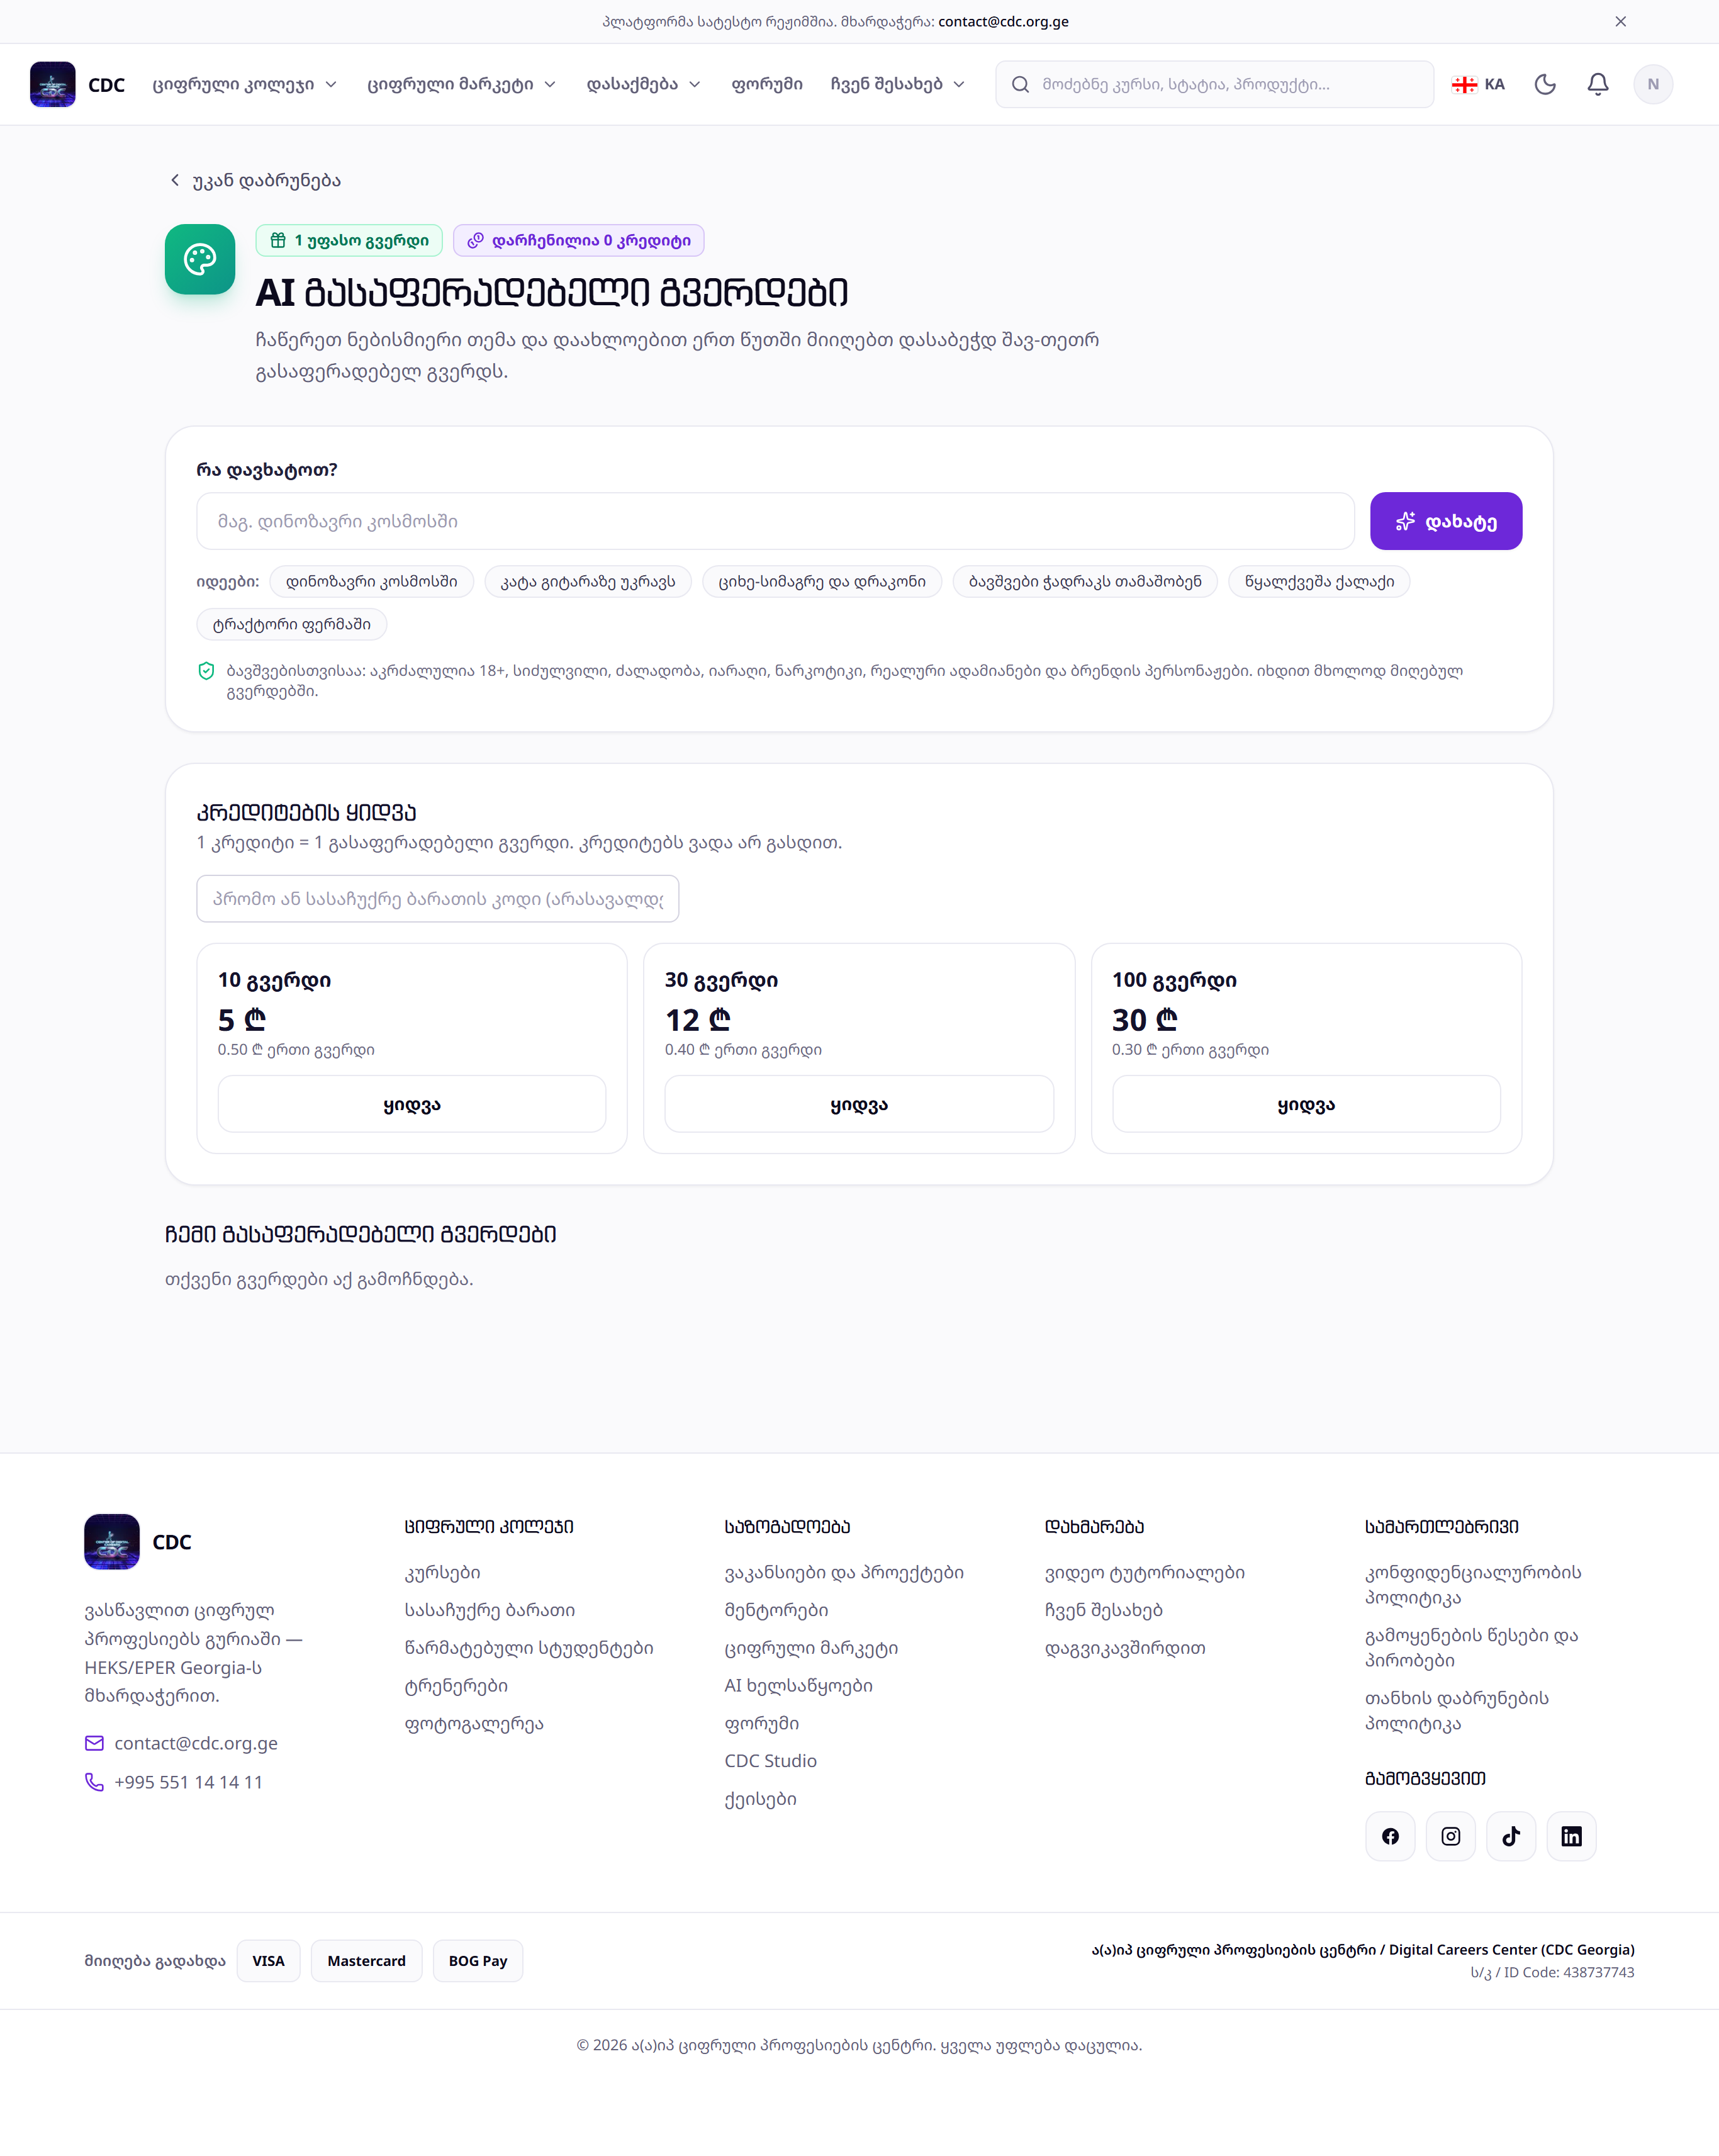 პლატფორმა სატესტო რეჟიმშია. მხარდაჭერა: contact@cdc.org.ge
CDC
ციფრული კოლეჯი
ციფრული მარკეტი
დასაქმება
ფორუმი
ჩვენ შესახებ
მოძებნე კურსი, სტატია, პროდუქტი...
KA
N
უკან დაბრუნება
1 უფასო გვერდი
დარჩენილია 0 კრედიტი
AI გასაფერადებელი გვერდები
ჩაწერეთ ნებისმიერი თემა და დაახლოებით ერთ წუთში მიიღებთ დასაბეჭდ შავ-თეთრ
გასაფერადებელ გვერდს.
რა დავხატოთ?
მაგ. დინოზავრი კოსმოსში
დახატე
იდეები:
დინოზავრი კოსმოსში
კატა გიტარაზე უკრავს
ციხე-სიმაგრე და დრაკონი
ბავშვები ჭადრაკს თამაშობენ
წყალქვეშა ქალაქი
ტრაქტორი ფერმაში
ბავშვებისთვისაა: აკრძალულია 18+, სიძულვილი, ძალადობა, იარაღი, ნარკოტიკი, რეალური ადამიანები და ბრენდის პერსონაჟები. იხდით მხოლოდ მიღებულ
გვერდებში.
კრედიტების ყიდვა
1 კრედიტი = 1 გასაფერადებელი გვერდი. კრედიტებს ვადა არ გასდით.
პრომო ან სასაჩუქრე ბარათის კოდი
10 გვერდი
5 ₾
0.50 ₾ ერთი გვერდი
ყიდვა
30 გვერდი
12 ₾
0.40 ₾ ერთი გვერდი
ყიდვა
100 გვერდი
30 ₾
0.30 ₾ ერთი გვერდი
ყიდვა
ჩემი გასაფერადებელი გვერდები
თქვენი გვერდები აქ გამოჩნდება.
CDC
ვასწავლით ციფრულ
პროფესიებს გურიაში —
HEKS/EPER Georgia-ს
მხარდაჭერით.
contact@cdc.org.ge
+995 551 14 14 11
ციფრული კოლეჯი
კურსები
სასაჩუქრე ბარათი
წარმატებული სტუდენტები
ტრენერები
ფოტოგალერეა
საზოგადოება
ვაკანსიები და პროექტები
მენტორები
ციფრული მარკეტი
AI ხელსაწყოები
ფორუმი
CDC Studio
ქეისები
დახმარება
ვიდეო ტუტორიალები
ჩვენ შესახებ
დაგვიკავშირდით
სამართლებრივი
კონფიდენციალურობის
პოლიტიკა
გამოყენების წესები და
პირობები
თანხის დაბრუნების
პოლიტიკა
გამოგვყევით
მიიღება გადახდა
VISA
Mastercard
BOG Pay
ა(ა)იპ ციფრული პროფესიების ცენტრი / Digital Careers Center (CDC Georgia)
ს/კ / ID Code: 438737743
© 2026 ა(ა)იპ ციფრული პროფესიების ცენტრი. ყველა უფლება დაცულია.